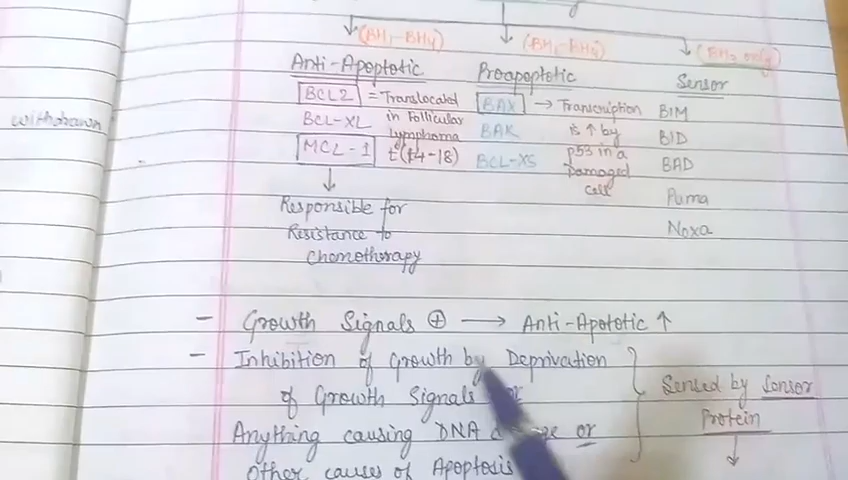 (BH1-BH4) (BH1-BH3) (BH3 only)
Anti-Apoptotic Proapoptotic Sensor
BCL2 = Translocated BAX → Transcription BIM
withdrawn BCL-XL in Follicular BAK is ↑ by BID
MCL-1 Lymphoma t(14-18) BCL-XS p53 in a BAD
Damaged
cell Puma
↓
Responsible for Noxa
Resistance to
Chemotherapy
- Growth Signals ⊕ → Anti-Apototic ↑
- Inhibition of Growth by Deprivation
of Growth Signals or Sensed by Sensor
Anything causing DNA or Protein
Other causes of Apoptosis ↓